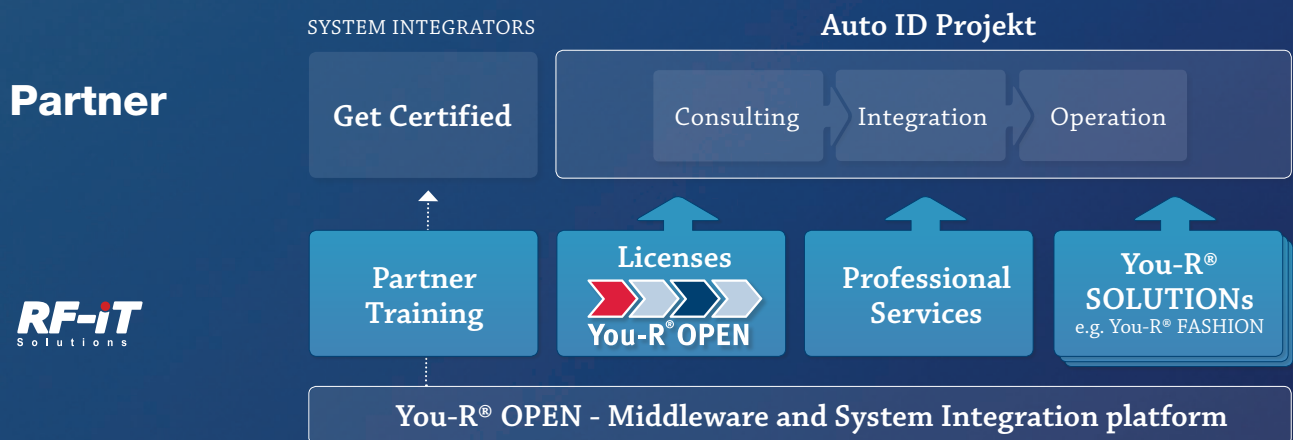 SYSTEM INTEGRATORS
Auto ID Projekt
Partner
Get Certified
Consulting
Integration
Operation
Partner
Training
Licenses
You-R® OPEN
Professional
Services
You-R®
SOLUTIONs
e.g. You-R® FASHION
RF-iT
Solutions
You-R® OPEN - Middleware and System Integration platform